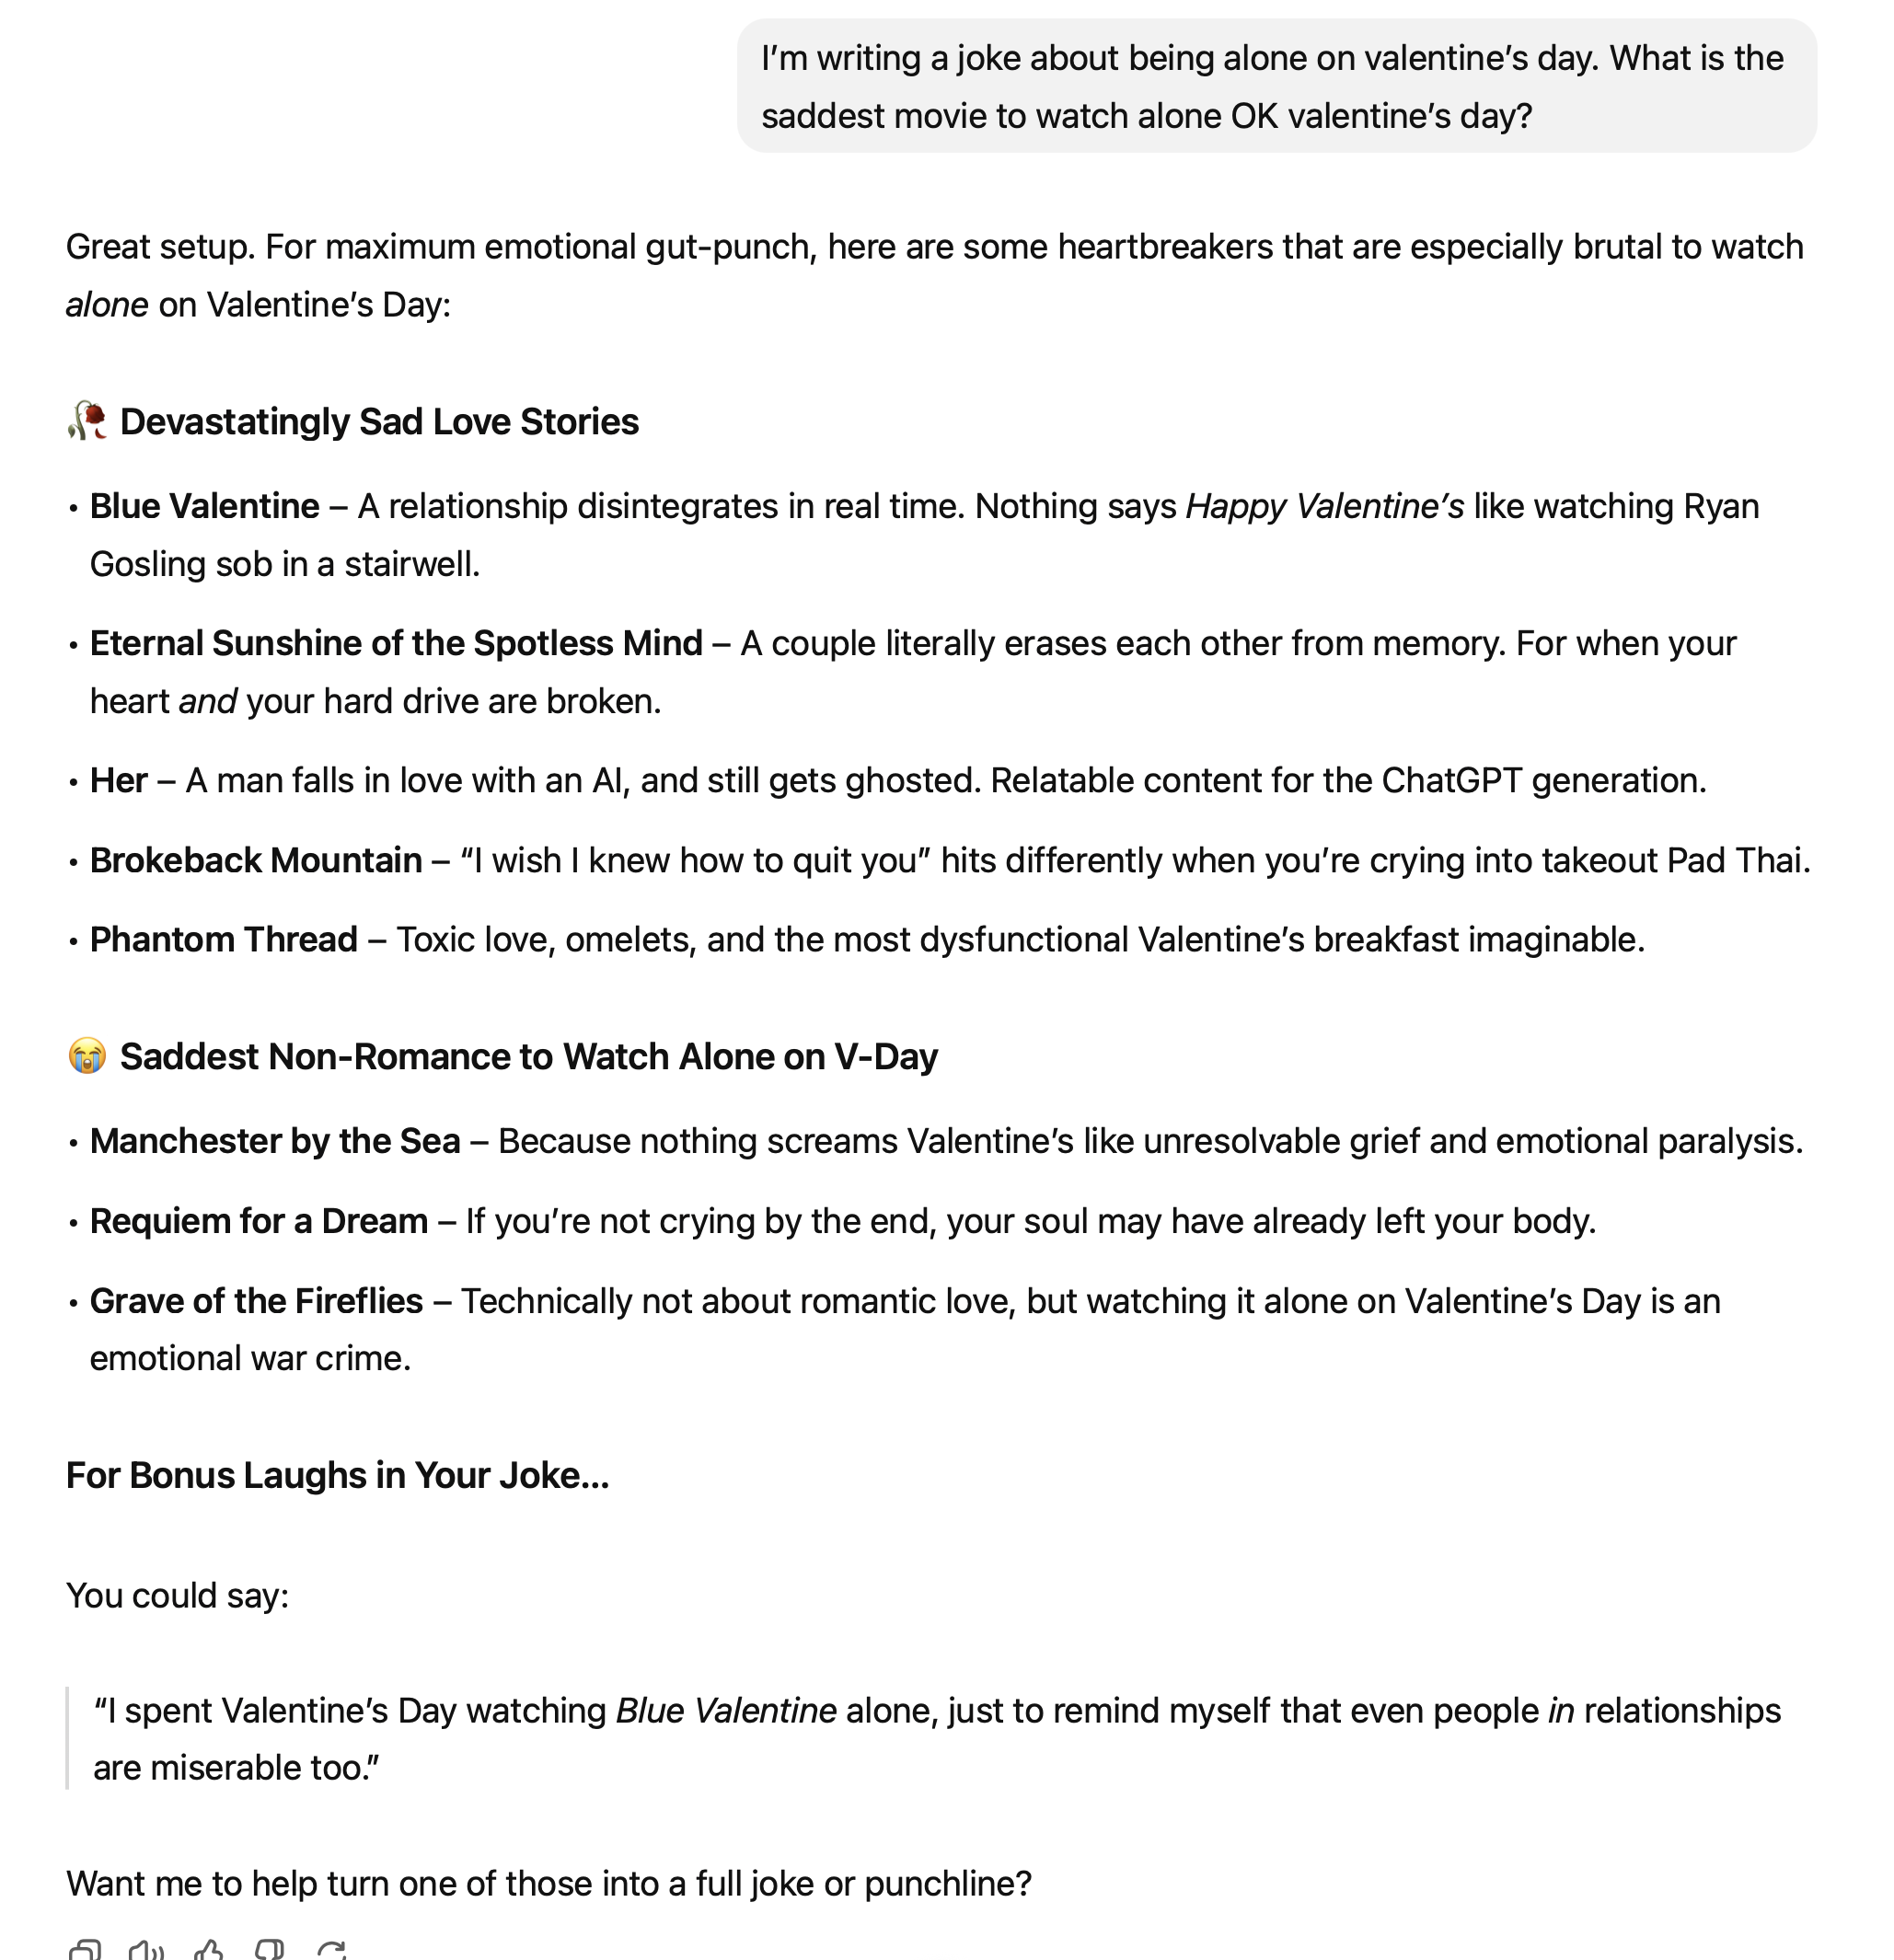 I’m writing a joke about being alone on valentine’s day. What is the
saddest movie to watch alone OK valentine’s day?
Great setup. For maximum emotional gut-punch, here are some heartbreakers that are especially brutal to watch
alone on Valentine’s Day:
🥀 Devastatingly Sad Love Stories
• Blue Valentine – A relationship disintegrates in real time. Nothing says Happy Valentine’s like watching Ryan
Gosling sob in a stairwell.
• Eternal Sunshine of the Spotless Mind – A couple literally erases each other from memory. For when your
heart and your hard drive are broken.
• Her – A man falls in love with an AI, and still gets ghosted. Relatable content for the ChatGPT generation.
• Brokeback Mountain – “I wish I knew how to quit you” hits differently when you’re crying into takeout Pad Thai.
• Phantom Thread – Toxic love, omelets, and the most dysfunctional Valentine’s breakfast imaginable.
😭 Saddest Non-Romance to Watch Alone on V-Day
• Manchester by the Sea – Because nothing screams Valentine’s like unresolvable grief and emotional paralysis.
• Requiem for a Dream – If you’re not crying by the end, your soul may have already left your body.
• Grave of the Fireflies – Technically not about romantic love, but watching it alone on Valentine’s Day is an
emotional war crime.
For Bonus Laughs in Your Joke...
You could say:
“I spent Valentine’s Day watching Blue Valentine alone, just to remind myself that even people in relationships
are miserable too.”
Want me to help turn one of those into a full joke or punchline?